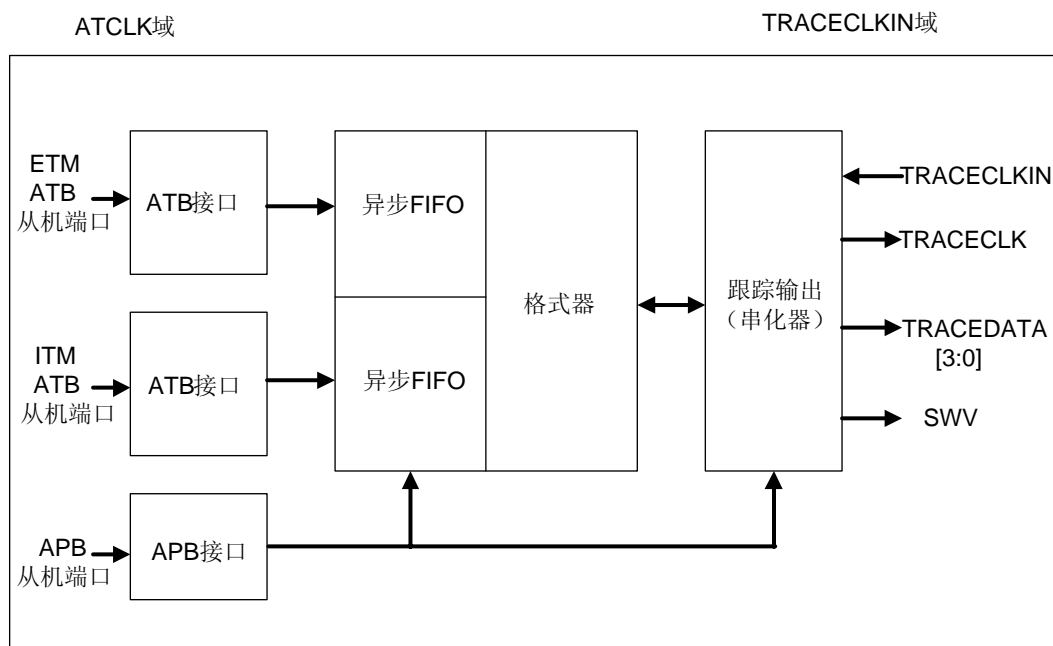 ATCLK域
TRACECLKIN域
ETM
ATB
从机端口
ATB接口
异步FIFO
格式器
跟踪输出
（串化器）
TRACECLKIN
TRACECLK
TRACEDATA
[3:0]
SWV
ITM
ATB
从机端口
ATB接口
异步FIFO
APB
从机端口
APB接口